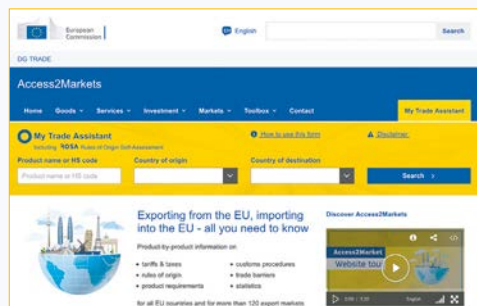 European
Commission
EN English
Search
DG TRADE
Access2Markets
Home Goods Services Investment Markets Toolbox Contact
My Trade Assistant
My Trade Assistant
Including ROSA Rules of Origin Self-Assessment
How to use this form
Disclaimer
Product name or HS code
Country of origin
Country of destination
Product name or HS code
Search
Exporting from the EU, importing
into the EU - all you need to know
Product-by-product information on
• tariffs & taxes
• rules of origin
• product requirements
• customs procedures
• trade barriers
• statistics
for all EU countries and for more than 120 export markets
Discover Access2Markets
Access2Market
Website tour
English